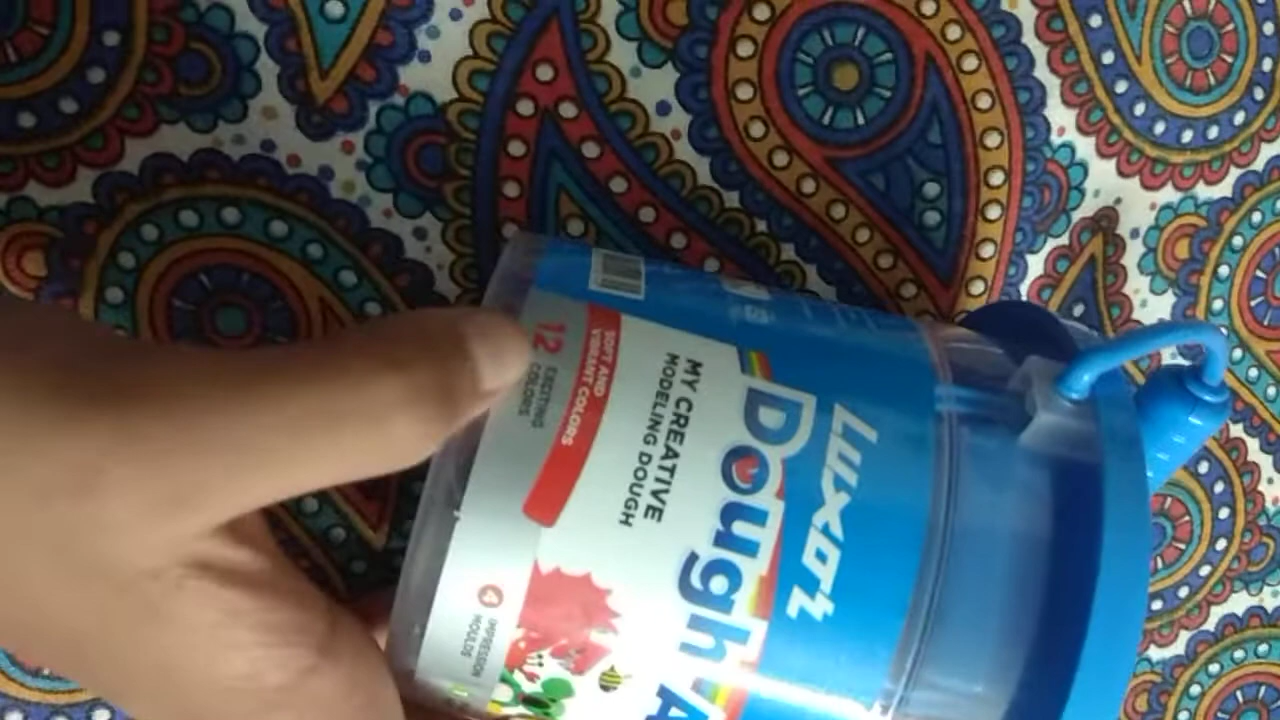 Luxor
Dough A
MY CREATIVE
MODELING DOUGH
SOFT AND
VIBRANT COLORS
12 EXCITING
COLORS
4 IMPRESSION
MOULDS